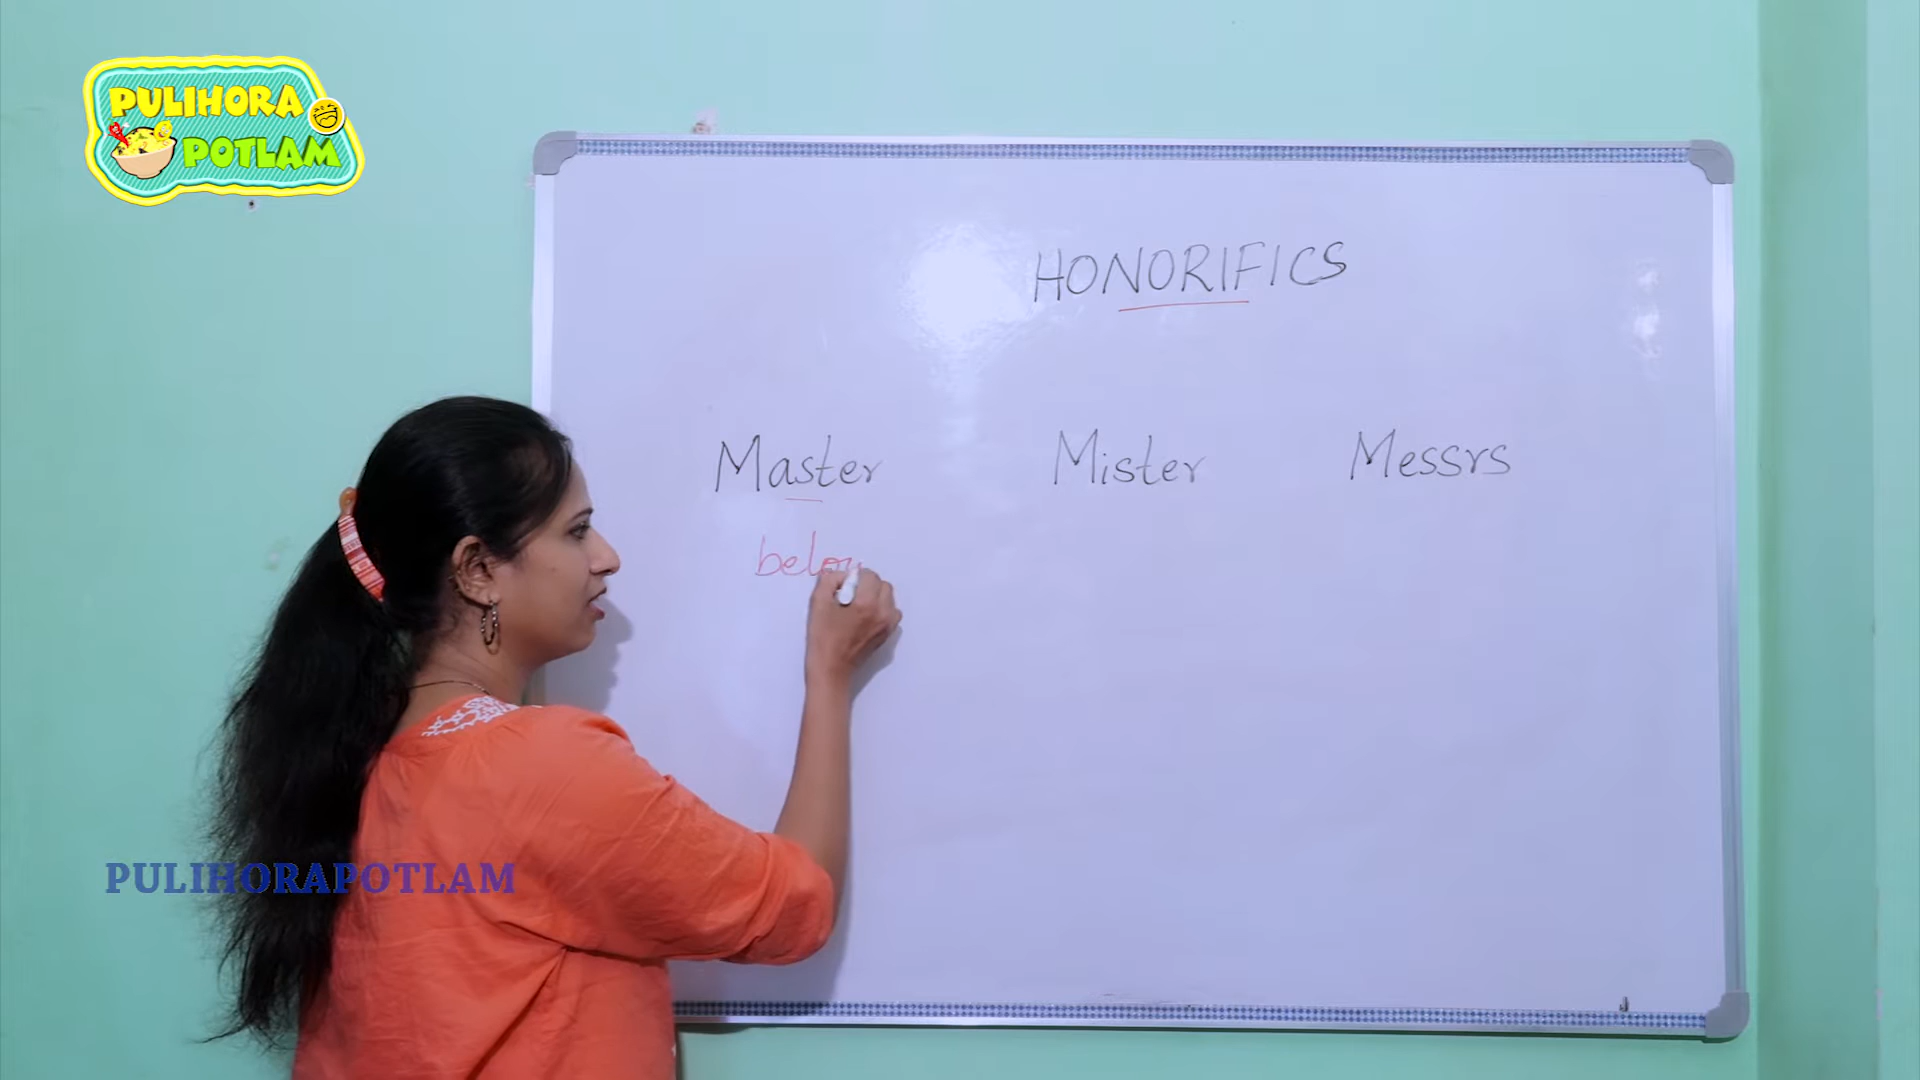 PULIHORA
POTLAM
HONORIFICS
Master Mister Messrs
PULIHORAPOTLAM